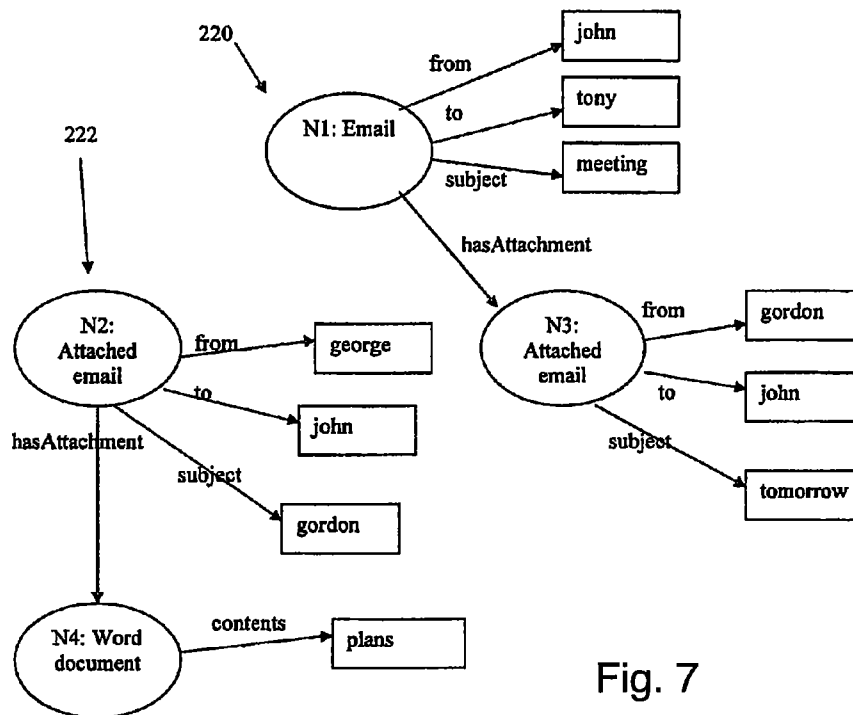 220
john
from
tony
to
N1: Email
222
meeting
subject
hasAttachment
N2:
Attached
email
from
george
to
john
hasAttachment
subject
gordon
N3:
Attached
email
from
gordon
to
john
subject
tomorrow
N4: Word
document
contents
plans
Fig. 7